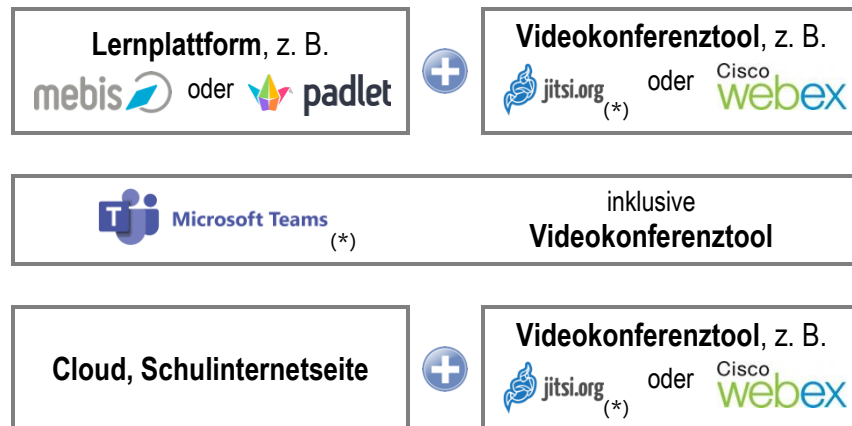 Lernplattform, z. B.
mebis oder padlet
Videokonferenztool, z. B.
jitsi.org (*) oder Cisco webex
Microsoft Teams (*)
inklusive
Videokonferenztool
Cloud, Schulinternetseite
Videokonferenztool, z. B.
jitsi.org (*) oder Cisco webex